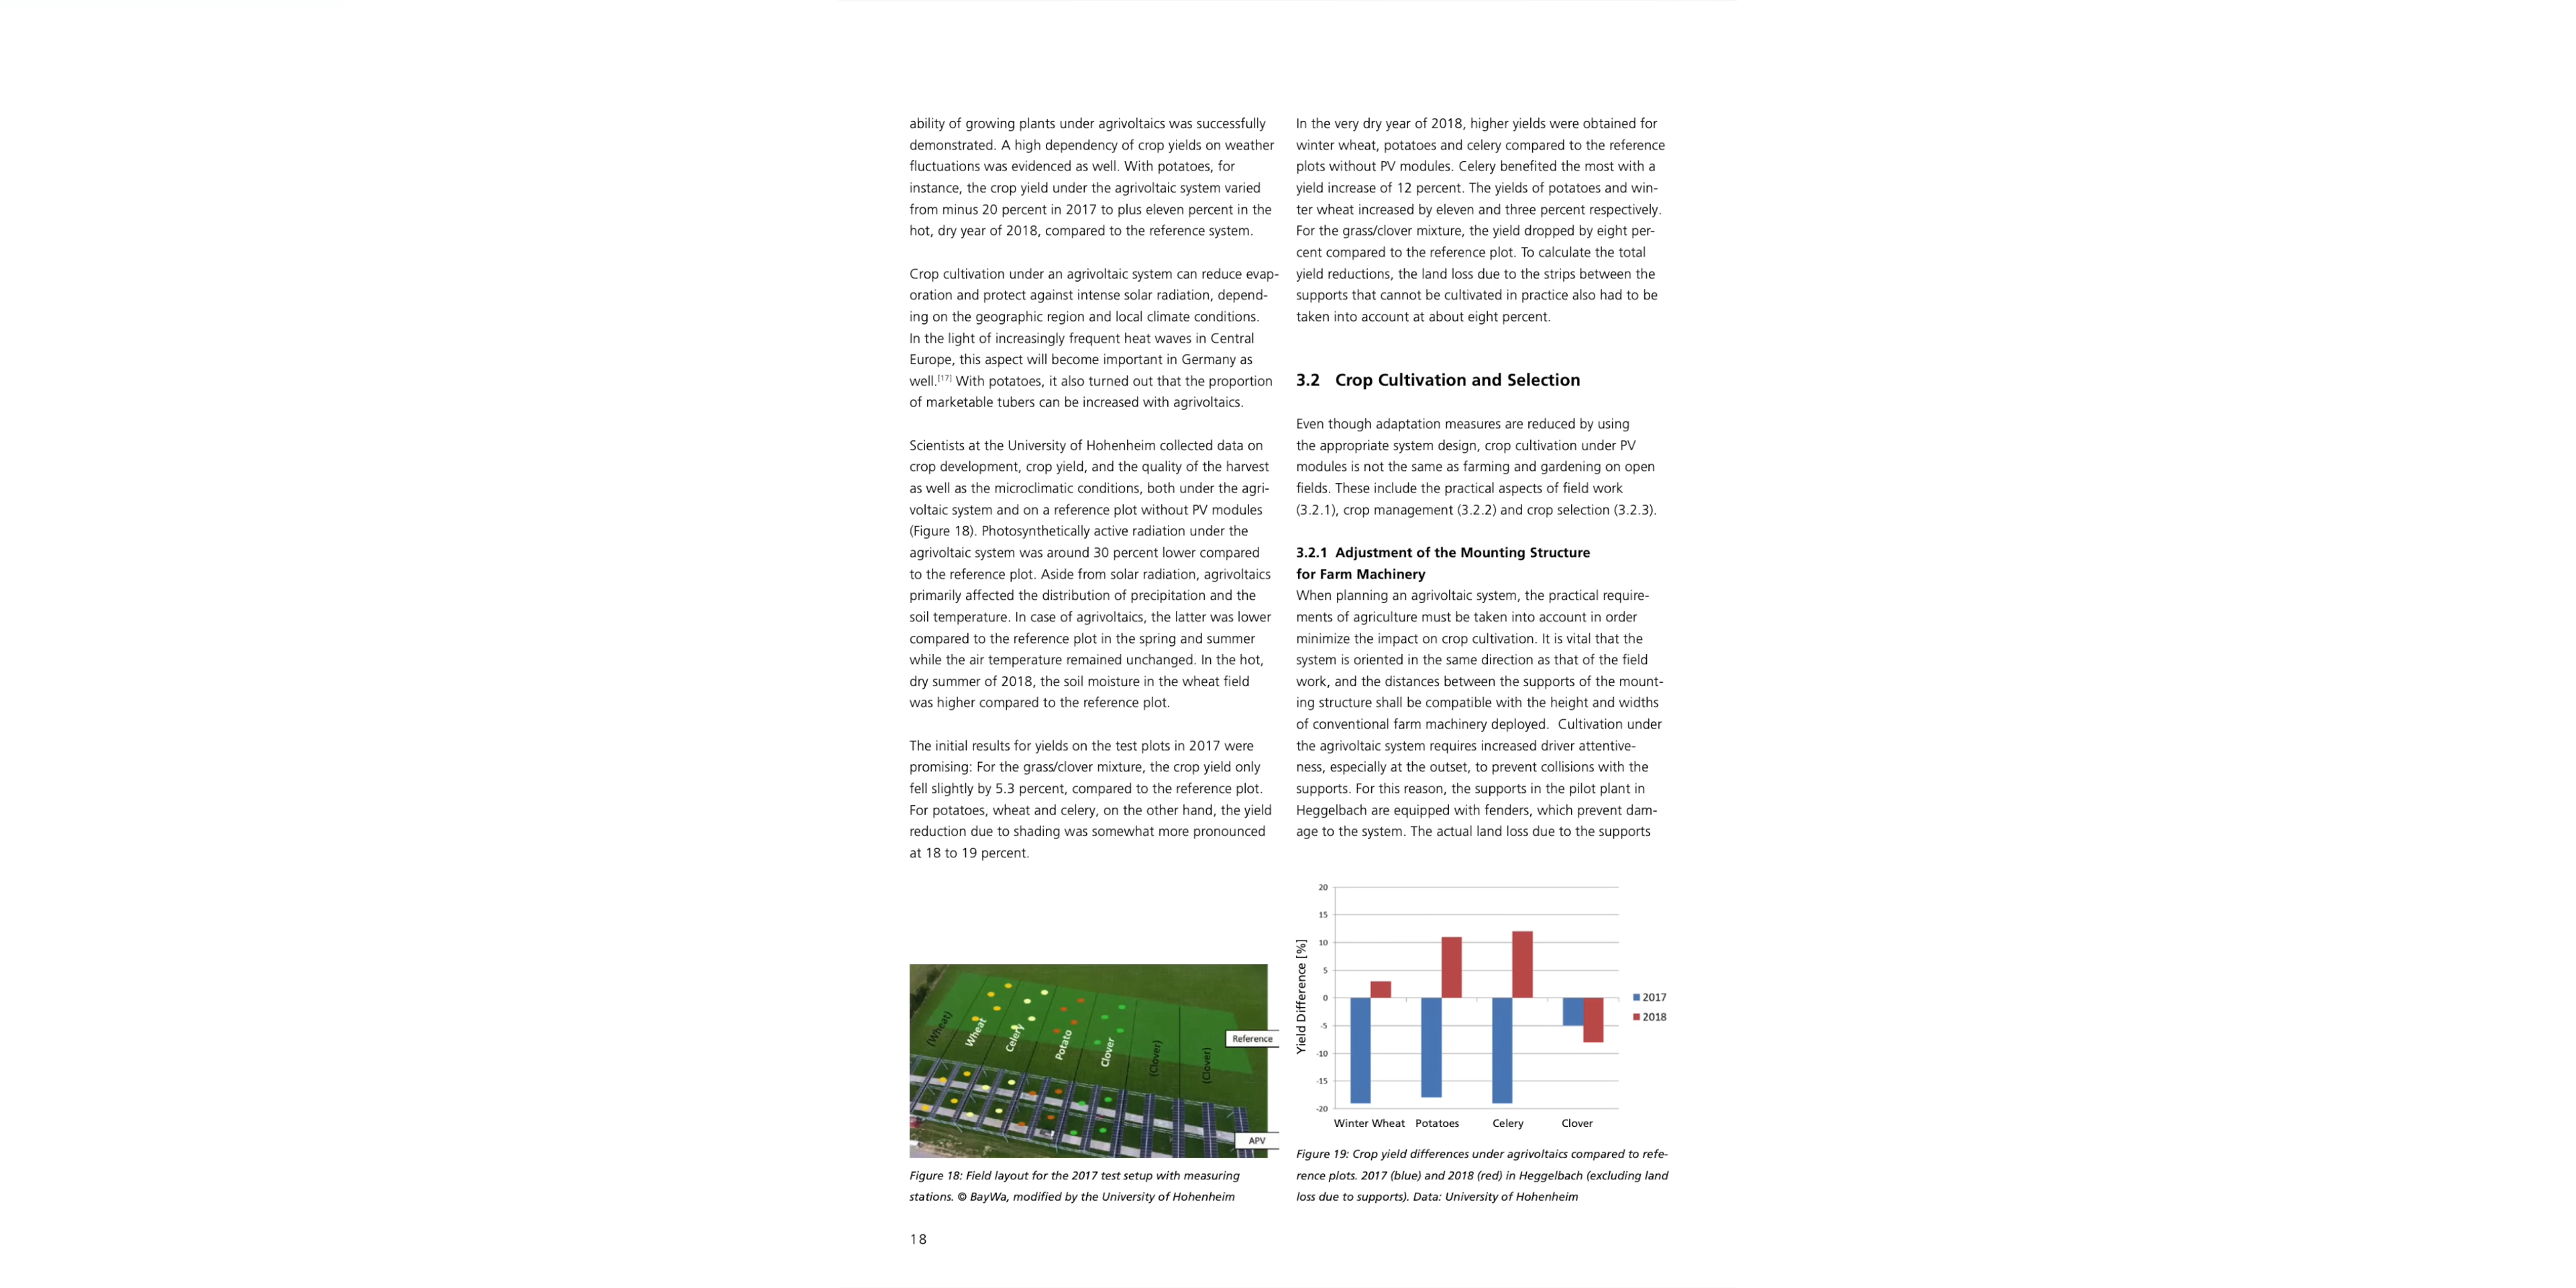 ability of growing plants under agrivoltaics was successfully
demonstrated. A high dependency of crop yields on weather
fluctuations was evidenced as well. With potatoes, for
instance, the crop yield under the agrivoltaic system varied
from minus 20 percent in 2017 to plus eleven percent in the
hot, dry year of 2018, compared to the reference system.
Crop cultivation under an agrivoltaic system can reduce evap-
oration and protect against intense solar radiation, depend-
ing on the geographic region and local climate conditions.
In the light of increasingly frequent heat waves in Central
Europe, this aspect will become important in Germany as
well.[17] With potatoes, it also turned out that the proportion
of marketable tubers can be increased with agrivoltaics.
Scientists at the University of Hohenheim collected data on
crop development, crop yield, and the quality of the harvest
as well as the microclimatic conditions, both under the agri-
voltaic system and on a reference plot without PV modules
(Figure 18). Photosynthetically active radiation under the
agrivoltaic system was around 30 percent lower compared
to the reference plot. Aside from solar radiation, agrivoltaics
primarily affected the distribution of precipitation and the
soil temperature. In case of agrivoltaics, the latter was lower
compared to the reference plot in the spring and summer
while the air temperature remained unchanged. In the hot,
dry summer of 2018, the soil moisture in the wheat field
was higher compared to the reference plot.
The initial results for yields on the test plots in 2017 were
promising: For the grass/clover mixture, the crop yield only
fell slightly by 5.3 percent, compared to the reference plot.
For potatoes, wheat and celery, on the other hand, the yield
reduction due to shading was somewhat more pronounced
at 18 to 19 percent.
(Wheat)
Wheat
Celery
Potato
Clover
(Clover)
(Clover)
Reference
APV
Figure 18: Field layout for the 2017 test setup with measuring
stations. © BayWa, modified by the University of Hohenheim
In the very dry year of 2018, higher yields were obtained for
winter wheat, potatoes and celery compared to the reference
plots without PV modules. Celery benefited the most with a
yield increase of 12 percent. The yields of potatoes and win-
ter wheat increased by eleven and three percent respectively.
For the grass/clover mixture, the yield dropped by eight per-
cent compared to the reference plot. To calculate the total
yield reductions, the land loss due to the strips between the
supports that cannot be cultivated in practice also had to be
taken into account at about eight percent.
3.2 Crop Cultivation and Selection
Even though adaptation measures are reduced by using
the appropriate system design, crop cultivation under PV
modules is not the same as farming and gardening on open
fields. These include the practical aspects of field work
(3.2.1), crop management (3.2.2) and crop selection (3.2.3).
3.2.1 Adjustment of the Mounting Structure
for Farm Machinery
When planning an agrivoltaic system, the practical require-
ments of agriculture must be taken into account in order
minimize the impact on crop cultivation. It is vital that the
system is oriented in the same direction as that of the field
work, and the distances between the supports of the mount-
ing structure shall be compatible with the height and widths
of conventional farm machinery deployed. Cultivation under
the agrivoltaic system requires increased driver attentive-
ness, especially at the outset, to prevent collisions with the
supports. For this reason, the supports in the pilot plant in
Heggelbach are equipped with fenders, which prevent dam-
age to the system. The actual land loss due to the supports
Yield Difference [%]
20
15
10
5
0
-5
-10
-15
-20
Winter Wheat Potatoes Celery Clover
2017
2018
Figure 19: Crop yield differences under agrivoltaics compared to refe-
rence plots. 2017 (blue) and 2018 (red) in Heggelbach (excluding land
loss due to supports). Data: University of Hohenheim
18